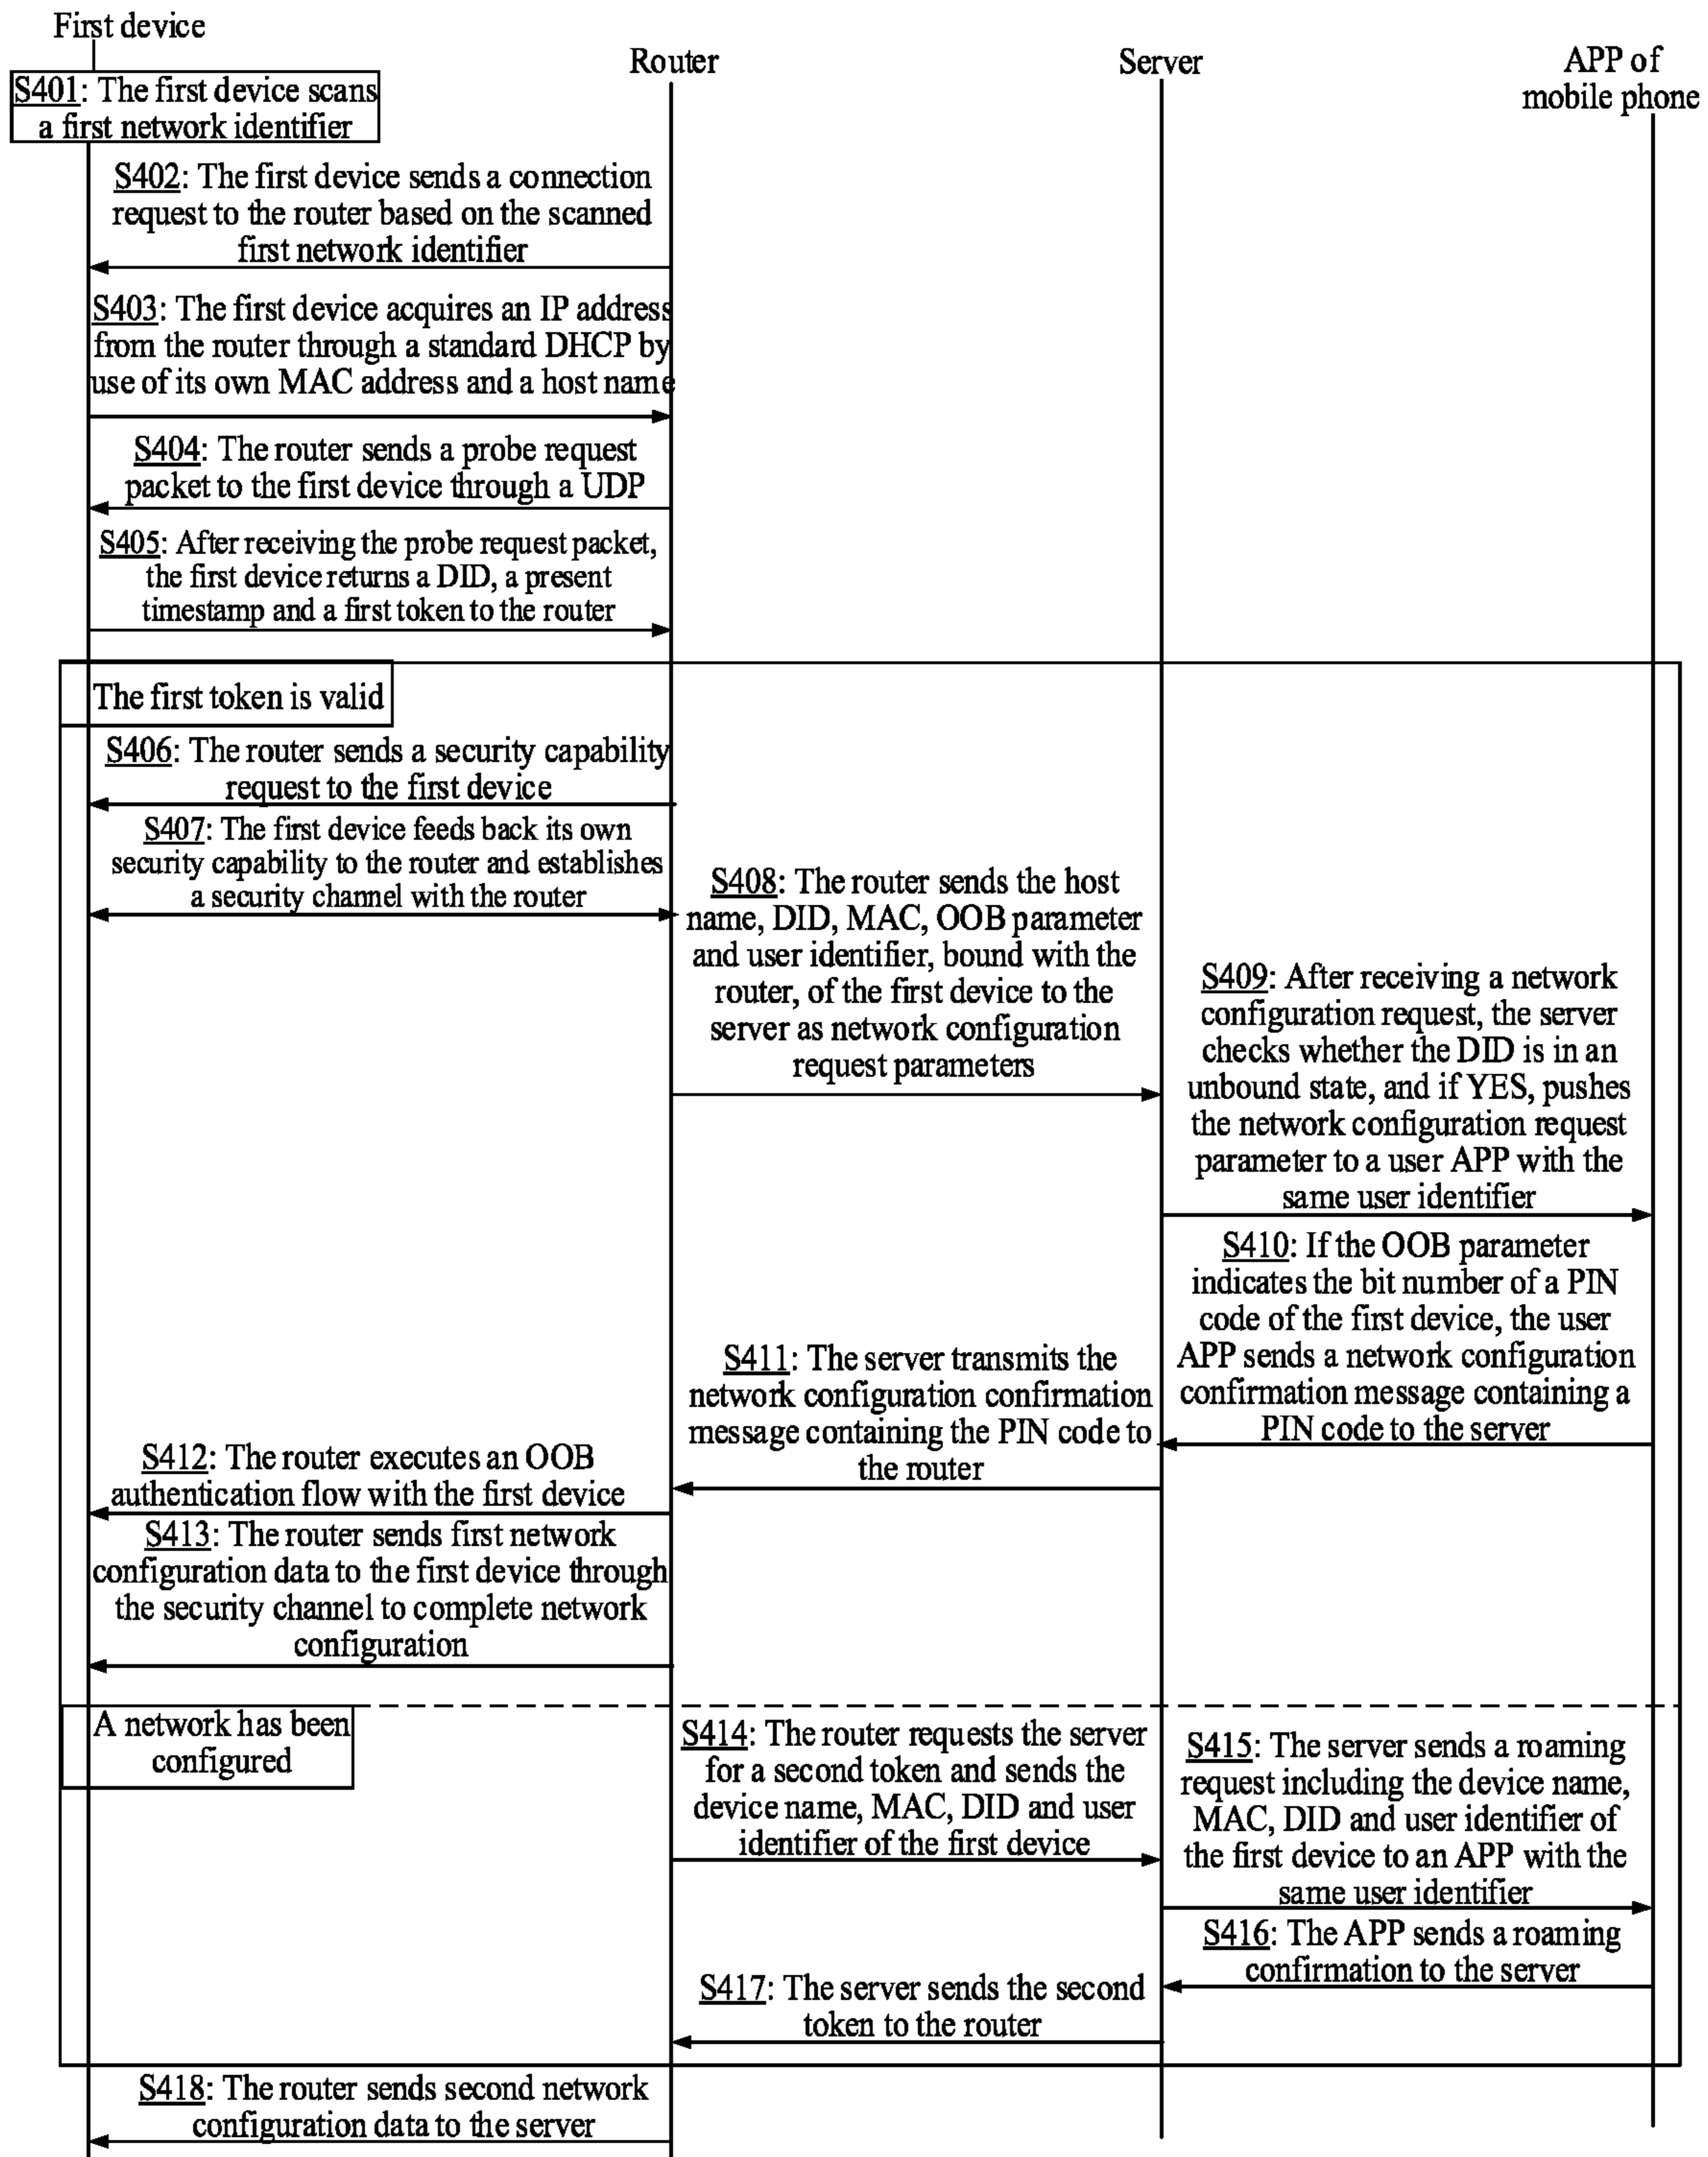 First device
Router
Server
APP of
mobile phone
S401: The first device scans
a first network identifier
S402: The first device sends a connection
request to the router based on the scanned
first network identifier
S403: The first device acquires an IP address
from the router through a standard DHCP by
use of its own MAC address and a host name
S404: The router sends a probe request
packet to the first device through a UDP
S405: After receiving the probe request packet,
the first device returns a DID, a present
timestamp and a first token to the router
The first token is valid
S406: The router sends a security capability
request to the first device
S407: The first device feeds back its own
security capability to the router and establishes
a security channel with the router
S408: The router sends the host
name, DID, MAC, OOB parameter
and user identifier, bound with the
router, of the first device to the
server as network configuration
request parameters
S409: After receiving a network
configuration request, the server
checks whether the DID is in an
unbound state, and if YES, pushes
the network configuration request
parameter to a user APP with the
same user identifier
S410: If the OOB parameter
indicates the bit number of a PIN
code of the first device, the user
APP sends a network configuration
confirmation message containing a
PIN code to the server
S411: The server transmits the
network configuration confirmation
message containing the PIN code to
the router
S412: The router executes an OOB
authentication flow with the first device
S413: The router sends first network
configuration data to the first device through
the security channel to complete network
configuration
A network has been
configured
S414: The router requests the server
for a second token and sends the
device name, MAC, DID and user
identifier of the first device
S415: The server sends a roaming
request including the device name,
MAC, DID and user identifier of
the first device to an APP with the
same user identifier
S416: The APP sends a roaming
confirmation to the server
S417: The server sends the second
token to the router
S418: The router sends second network
configuration data to the server